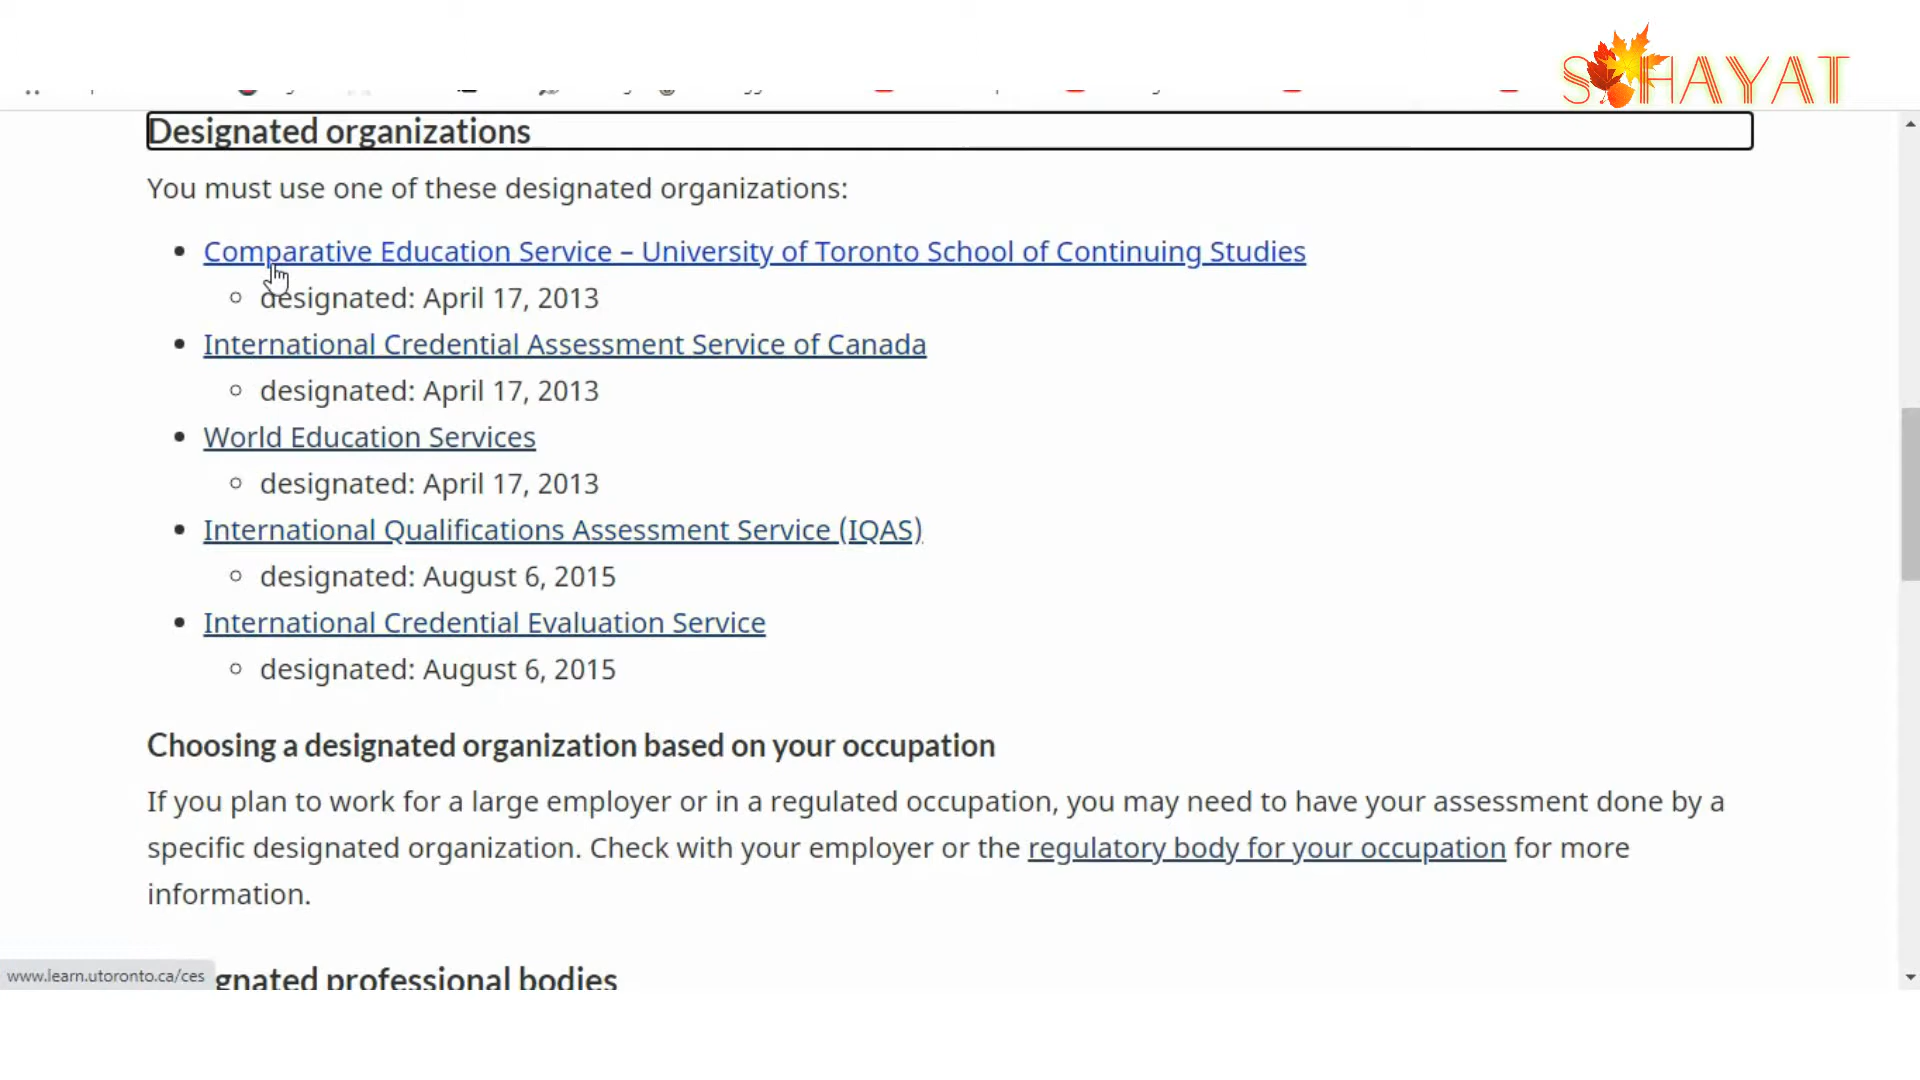 S HAYAT
Designated organizations
You must use one of these designated organizations:
Comparative Education Service – University of Toronto School of Continuing Studies
designated: April 17, 2013
International Credential Assessment Service of Canada
designated: April 17, 2013
World Education Services
designated: April 17, 2013
International Qualifications Assessment Service (IQAS)
designated: August 6, 2015
International Credential Evaluation Service
designated: August 6, 2015
Choosing a designated organization based on your occupation
If you plan to work for a large employer or in a regulated occupation, you may need to have your assessment done by a
specific designated organization. Check with your employer or the regulatory body for your occupation for more
information.
www.learn.utoronto.ca/ces
gnated professional bodies